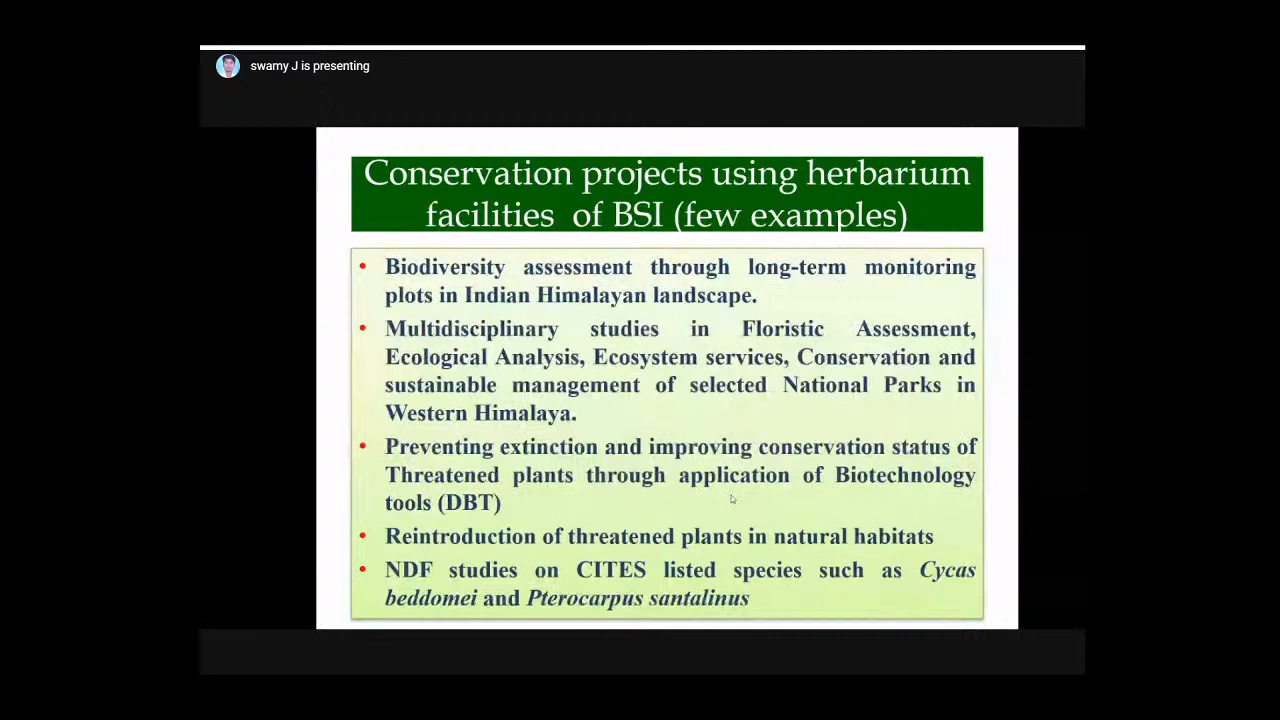 swamy J is presenting
Conservation projects using herbarium
facilities of BSI (few examples)
• Biodiversity assessment through long-term monitoring
plots in Indian Himalayan landscape.
• Multidisciplinary studies in Floristic Assessment,
Ecological Analysis, Ecosystem services, Conservation and
sustainable management of selected National Parks in
Western Himalaya.
• Preventing extinction and improving conservation status of
Threatened plants through application of Biotechnology
tools (DBT)
• Reintroduction of threatened plants in natural habitats
• NDF studies on CITES listed species such as Cycas
beddomei and Pterocarpus santalinus